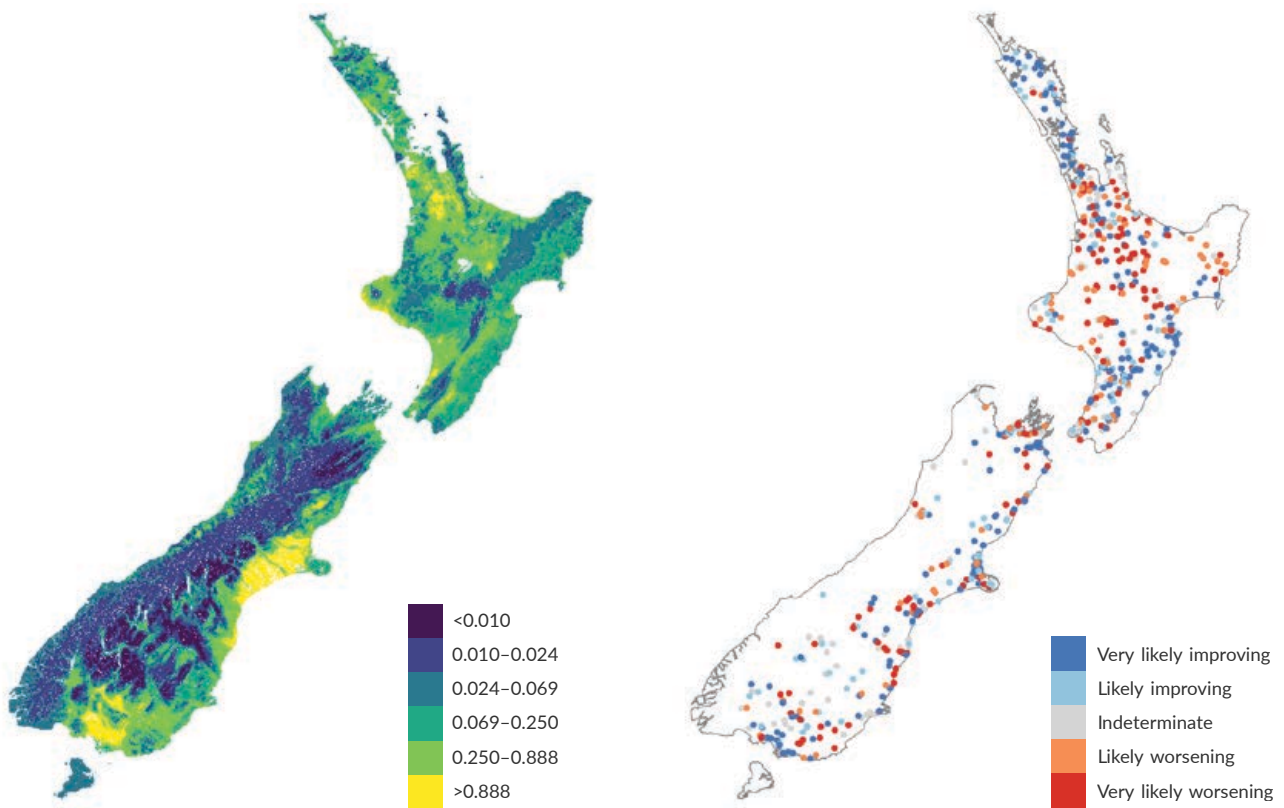 <0.010
0.010–0.024
0.024–0.069
0.069–0.250
0.250–0.888
>0.888
Very likely improving
Likely improving
Indeterminate
Likely worsening
Very likely worsening